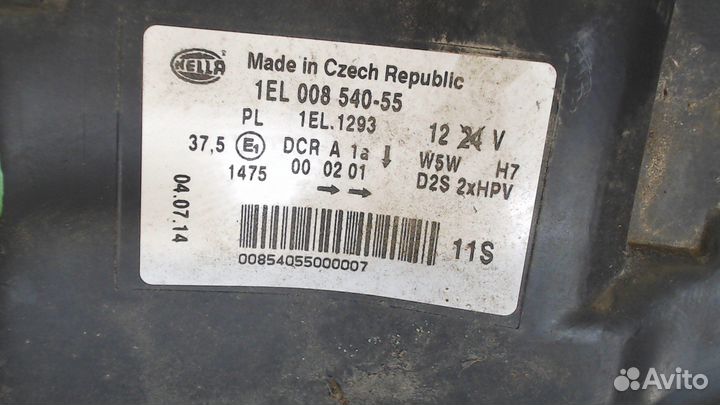 HELLA
Made in Czech Republic
1EL 008 540-55
PL 1EL.1293 12 24 V
37,5 E1 DCR A 1a ↓ W5W H7
1475 00 02 01 D2S 2xHPV
→ →
04.07.14
11S
00854055000007
Avito